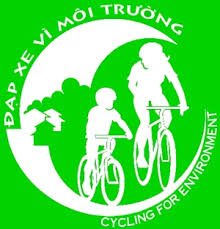 ĐẠP XE VÌ MÔI TRƯỜNG
CYCLING FOR ENVIRONMENT